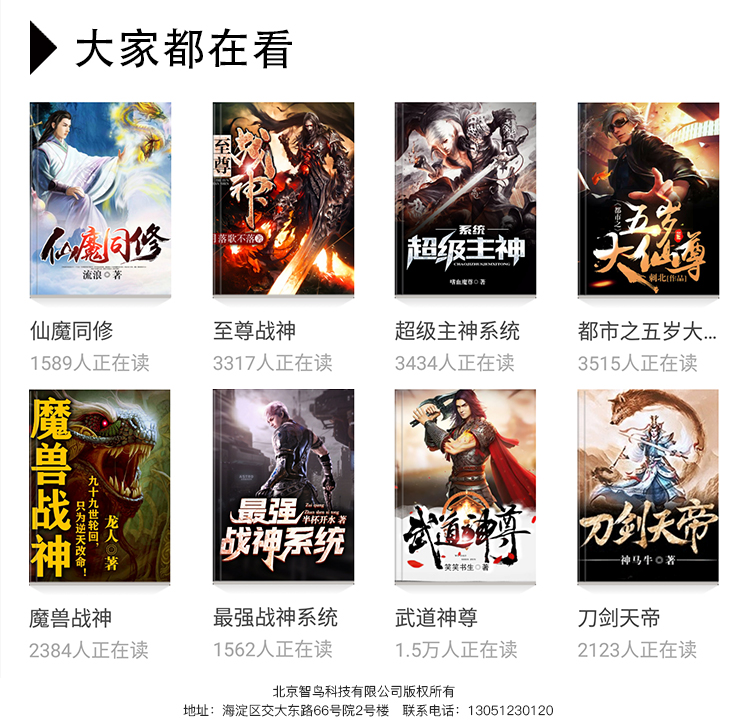 大家都在看
仙魔同修
流浪◎著
至尊
战神
落歌不落
著
系统
超级主神
CHAOJIZHUSHENXITONG
嗜血魔尊◎著
《都市之》
五岁
大仙尊
刺北[作品]
仙魔同修
至尊战神
超级主神系统
都市之五岁大...
1589人正在读
3317人正在读
3434人正在读
3515人正在读
魔兽战神
九十九世轮回，
只为逆天改命！
龙人◎著
最强
半杯开水 著
战神系统
武道神尊
笑笑书生◎著
刀剑天帝
神马牛◎著
魔兽战神
最强战神系统
武道神尊
刀剑天帝
2384人正在读
1562人正在读
1.5万人正在读
2123人正在读
北京智鸟科技有限公司版权所有
地址：海淀区交大东路66号院2号楼 联系电话：13051230120